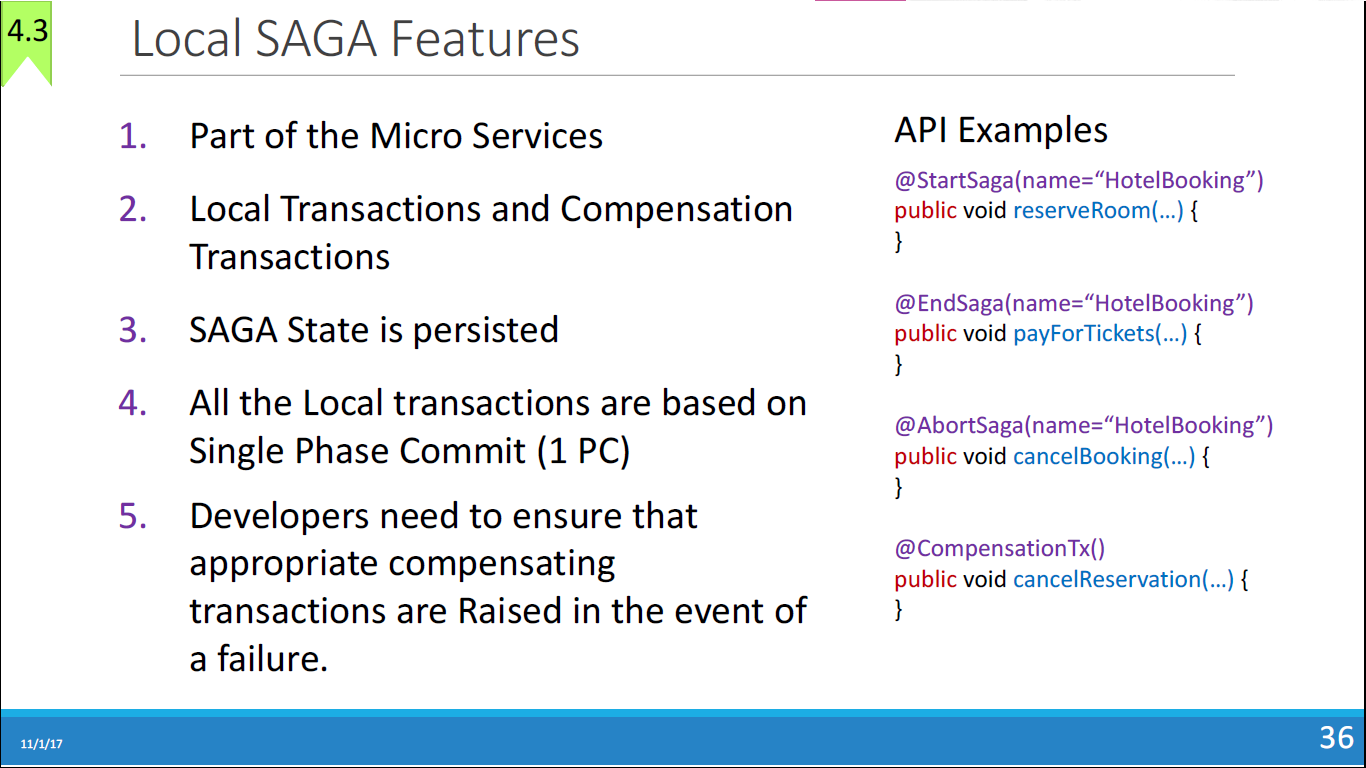 4.3
Local SAGA Features
1. Part of the Micro Services
2. Local Transactions and Compensation
Transactions
3. SAGA State is persisted
4. All the Local transactions are based on
Single Phase Commit (1 PC)
5. Developers need to ensure that
appropriate compensating
transactions are Raised in the event of
a failure.
API Examples
@StartSaga(name=“HotelBooking”)
public void reserveRoom(…) {
}
@EndSaga(name=“HotelBooking”)
public void payForTickets(…) {
}
@AbortSaga(name=“HotelBooking”)
public void cancelBooking(…) {
}
@CompensationTx()
public void cancelReservation(…) {
}
11/1/17
36